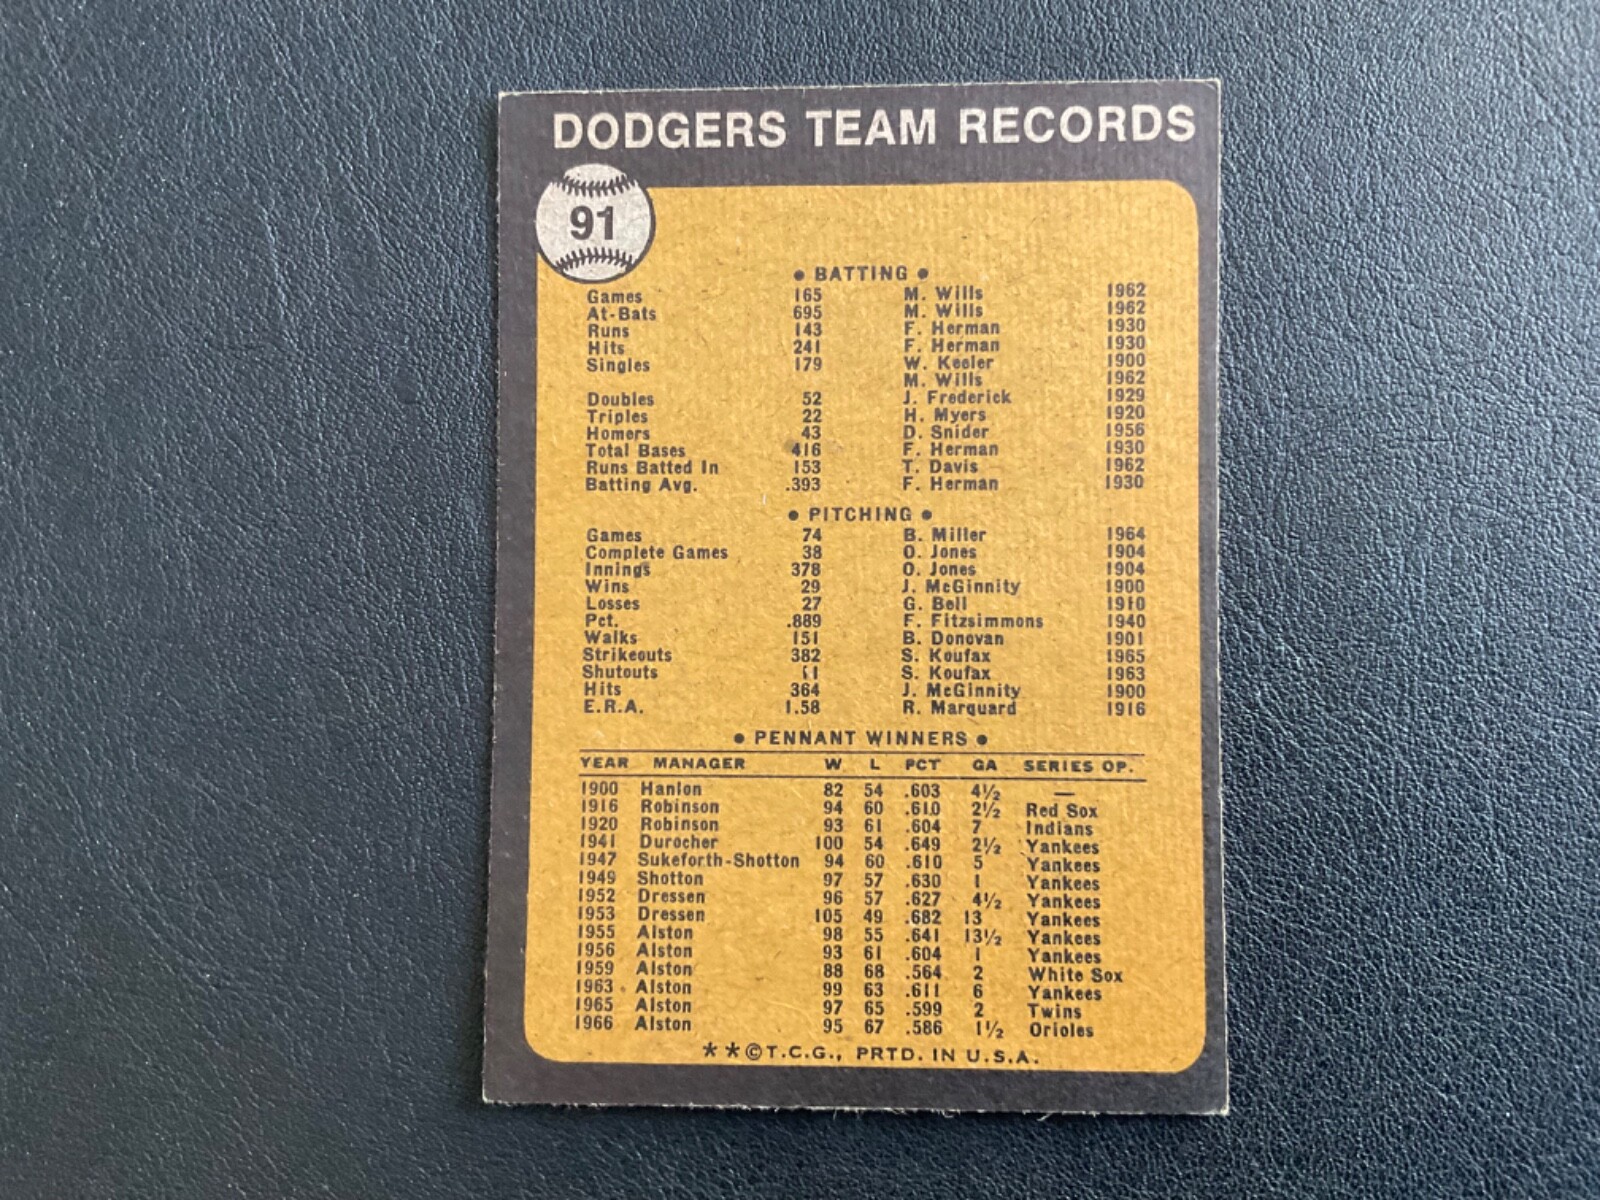 DODGERS TEAM RECORDS
91
• BATTING •
Games 165 M. Wills 1962
At-Bats 695 M. Wills 1962
Runs 143 F. Herman 1930
Hits 241 F. Herman 1930
Singles 179 W. Keeler 1900
M. Wills 1962
Doubles 52 J. Frederick 1929
Triples 22 H. Myers 1920
Homers 43 D. Snider 1956
Total Bases 416 F. Herman 1930
Runs Batted In 153 T. Davis 1962
Batting Avg. .393 F. Herman 1930
• PITCHING •
Games 74 B. Miller 1964
Complete Games 38 O. Jones 1904
Innings 378 O. Jones 1904
Wins 29 J. McGinnity 1900
Losses 27 G. Bell 1910
Pct. .889 F. Fitzsimmons 1940
Walks 151 B. Donovan 1901
Strikeouts 382 S. Koufax 1965
Shutouts 11 S. Koufax 1963
Hits 364 J. McGinnity 1900
E.R.A. 1.58 R. Marquard 1916
• PENNANT WINNERS •
YEAR MANAGER W L PCT GA SERIES OP.
1900 Hanlon 82 54 .603 4½ —
1916 Robinson 94 60 .610 2½ Red Sox
1920 Robinson 93 61 .604 7 Indians
1941 Durocher 100 54 .649 2½ Yankees
1947 Sukeforth-Shotton 94 60 .610 5 Yankees
1949 Shotton 97 57 .630 1 Yankees
1952 Dressen 96 57 .627 4½ Yankees
1953 Dressen 105 49 .682 13 Yankees
1955 Alston 98 55 .641 13½ Yankees
1956 Alston 93 61 .604 1 Yankees
1959 Alston 88 68 .564 2 White Sox
1963 Alston 99 63 .611 6 Yankees
1965 Alston 97 65 .599 2 Twins
1966 Alston 95 67 .586 1½ Orioles
**©T.C.G., PRTD. IN U.S.A.